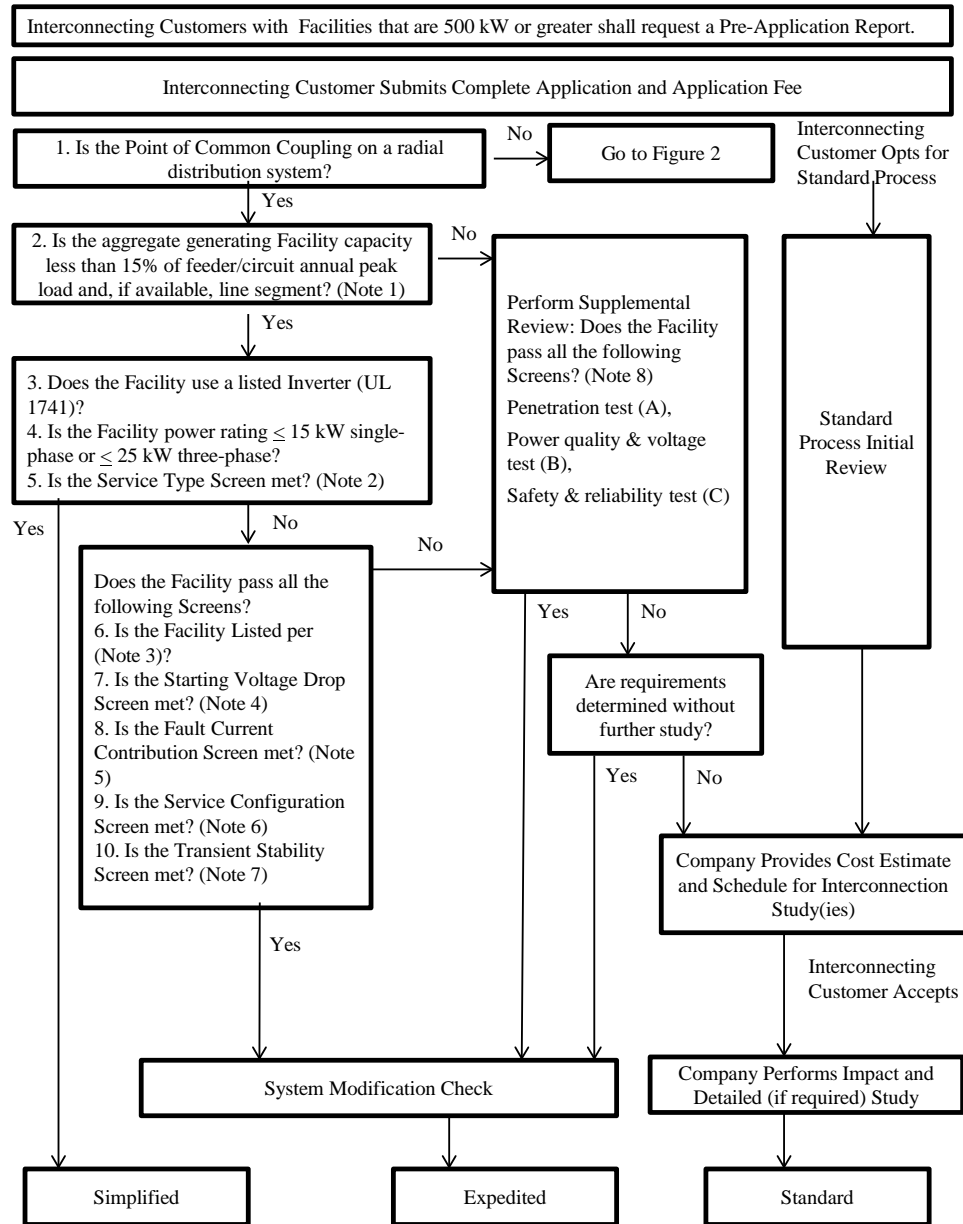 Interconnecting Customers with Facilities that are 500 kW or greater shall request a Pre-Application Report.
Interconnecting Customer Submits Complete Application and Application Fee
1. Is the Point of Common Coupling on a radial
distribution system?
No
Go to Figure 2
Interconnecting
Customer Opts for
Standard Process
Yes
2. Is the aggregate generating Facility capacity
less than 15% of feeder/circuit annual peak
load and, if available, line segment? (Note 1)
No
Yes
Perform Supplemental
Review: Does the Facility
pass all the following
Screens? (Note 8)
Penetration test (A),
Power quality & voltage
test (B),
Safety & reliability test (C)
Standard
Process Initial
Review
3. Does the Facility use a listed Inverter (UL
1741)?
4. Is the Facility power rating ≤ 15 kW single-
phase or ≤ 25 kW three-phase?
5. Is the Service Type Screen met? (Note 2)
Yes
No
No
Does the Facility pass all the
following Screens?
6. Is the Facility Listed per
(Note 3)?
7. Is the Starting Voltage Drop
Screen met? (Note 4)
8. Is the Fault Current
Contribution Screen met? (Note
5)
9. Is the Service Configuration
Screen met? (Note 6)
10. Is the Transient Stability
Screen met? (Note 7)
Yes
No
Are requirements
determined without
further study?
Yes
No
Company Provides Cost Estimate
and Schedule for Interconnection
Study(ies)
Yes
Interconnecting
Customer Accepts
System Modification Check
Company Performs Impact and
Detailed (if required) Study
Simplified
Expedited
Standard